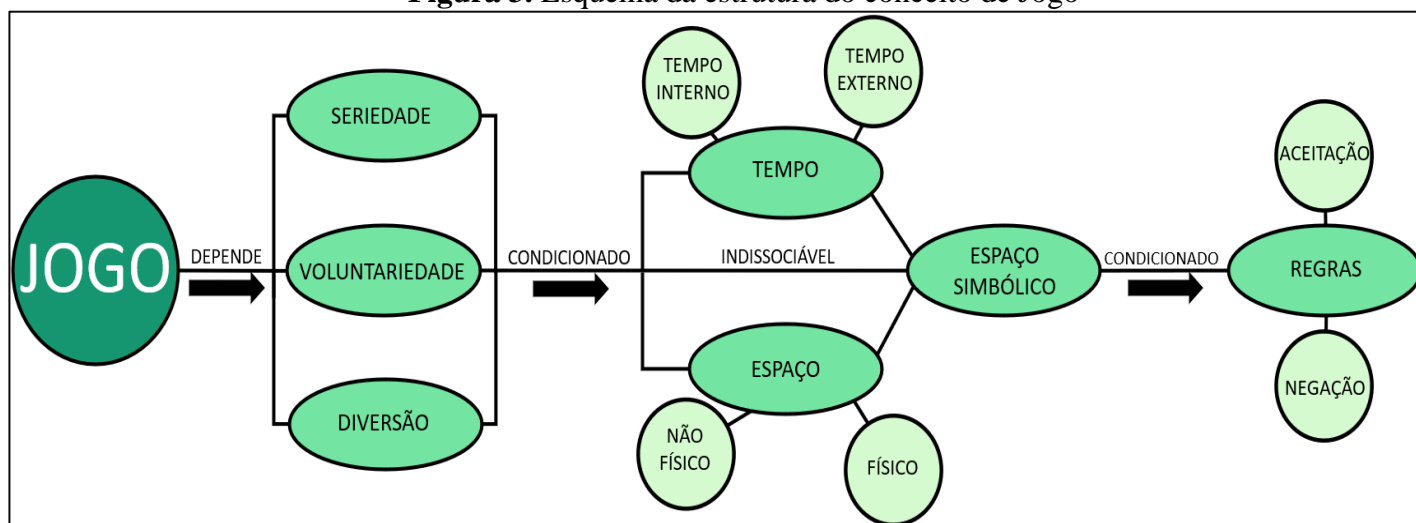 Figura 3. Esquema da estrutura do conceito de Jogo
JOGO
DEPENDE
SERIEDADE
VOLUNTARIEDADE
DIVERSÃO
CONDICIONADO
TEMPO
INTERNO
TEMPO
EXTERNO
TEMPO
INDISSOCIÁVEL
ESPAÇO
NÃO
FÍSICO
FÍSICO
ESPAÇO
SIMBÓLICO
CONDICIONADO
ACEITAÇÃO
REGRAS
NEGAÇÃO